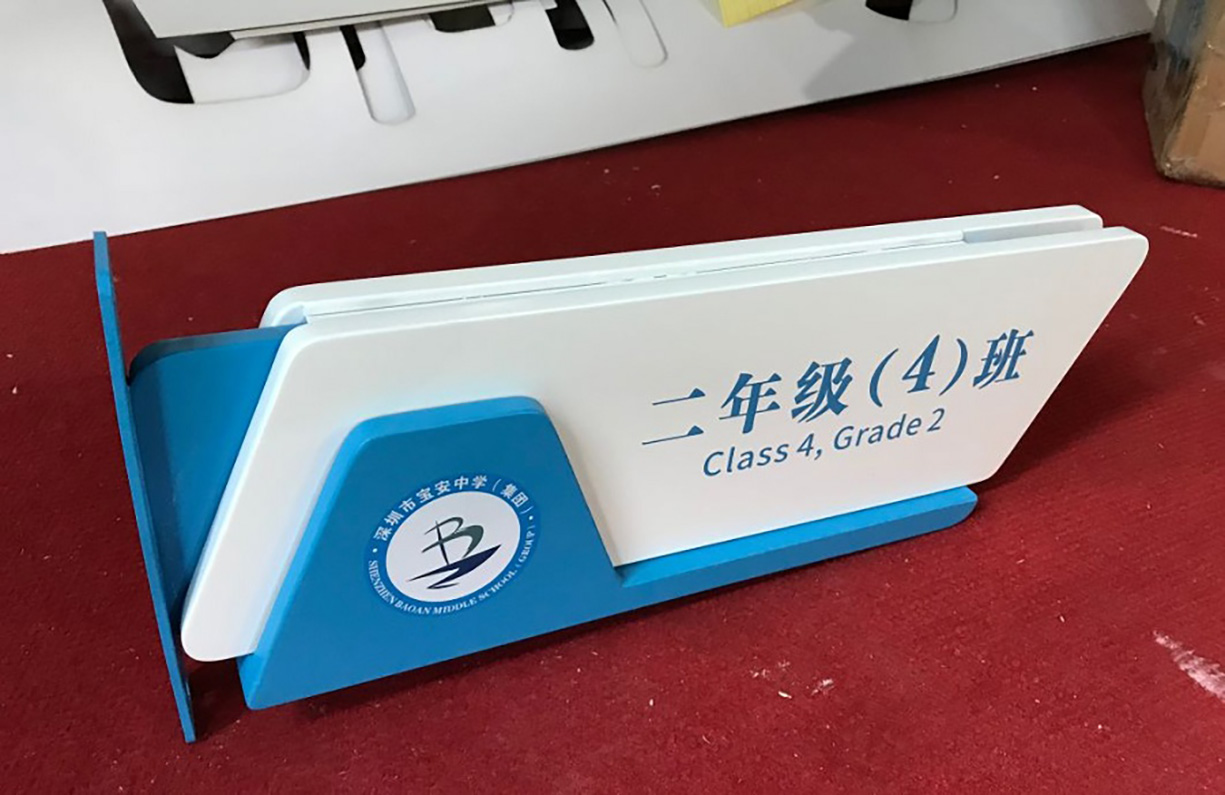 二年级(4)班
Class 4, Grade 2
·深圳市宝安中学(集团)·
SHENZHEN BAOAN MIDDLE SCHOOL (GROUP)
B